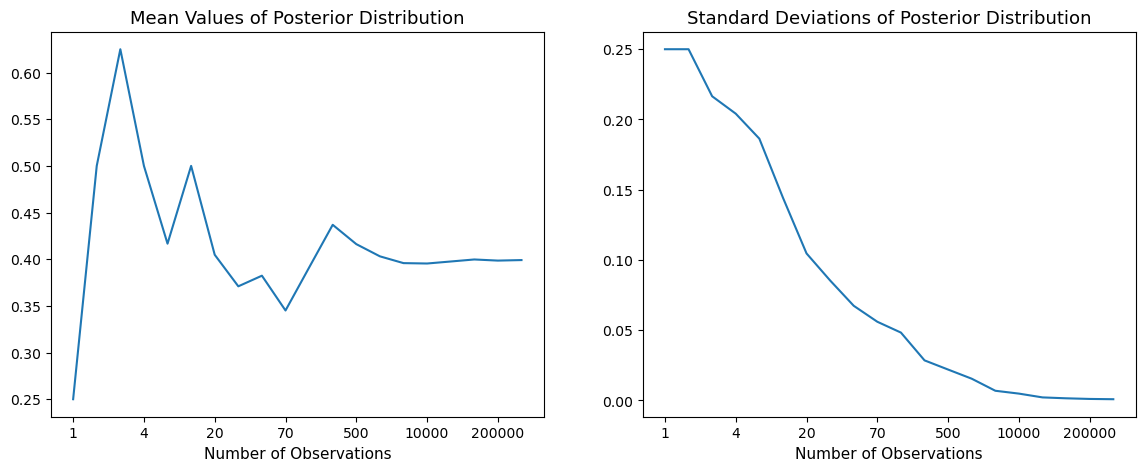 Mean Values of Posterior Distribution
0.60
0.55
0.50
0.45
0.40
0.35
0.30
0.25
1 4 20 70 500 10000 200000
Number of Observations
Standard Deviations of Posterior Distribution
0.25
0.20
0.15
0.10
0.05
0.00
1 4 20 70 500 10000 200000
Number of Observations